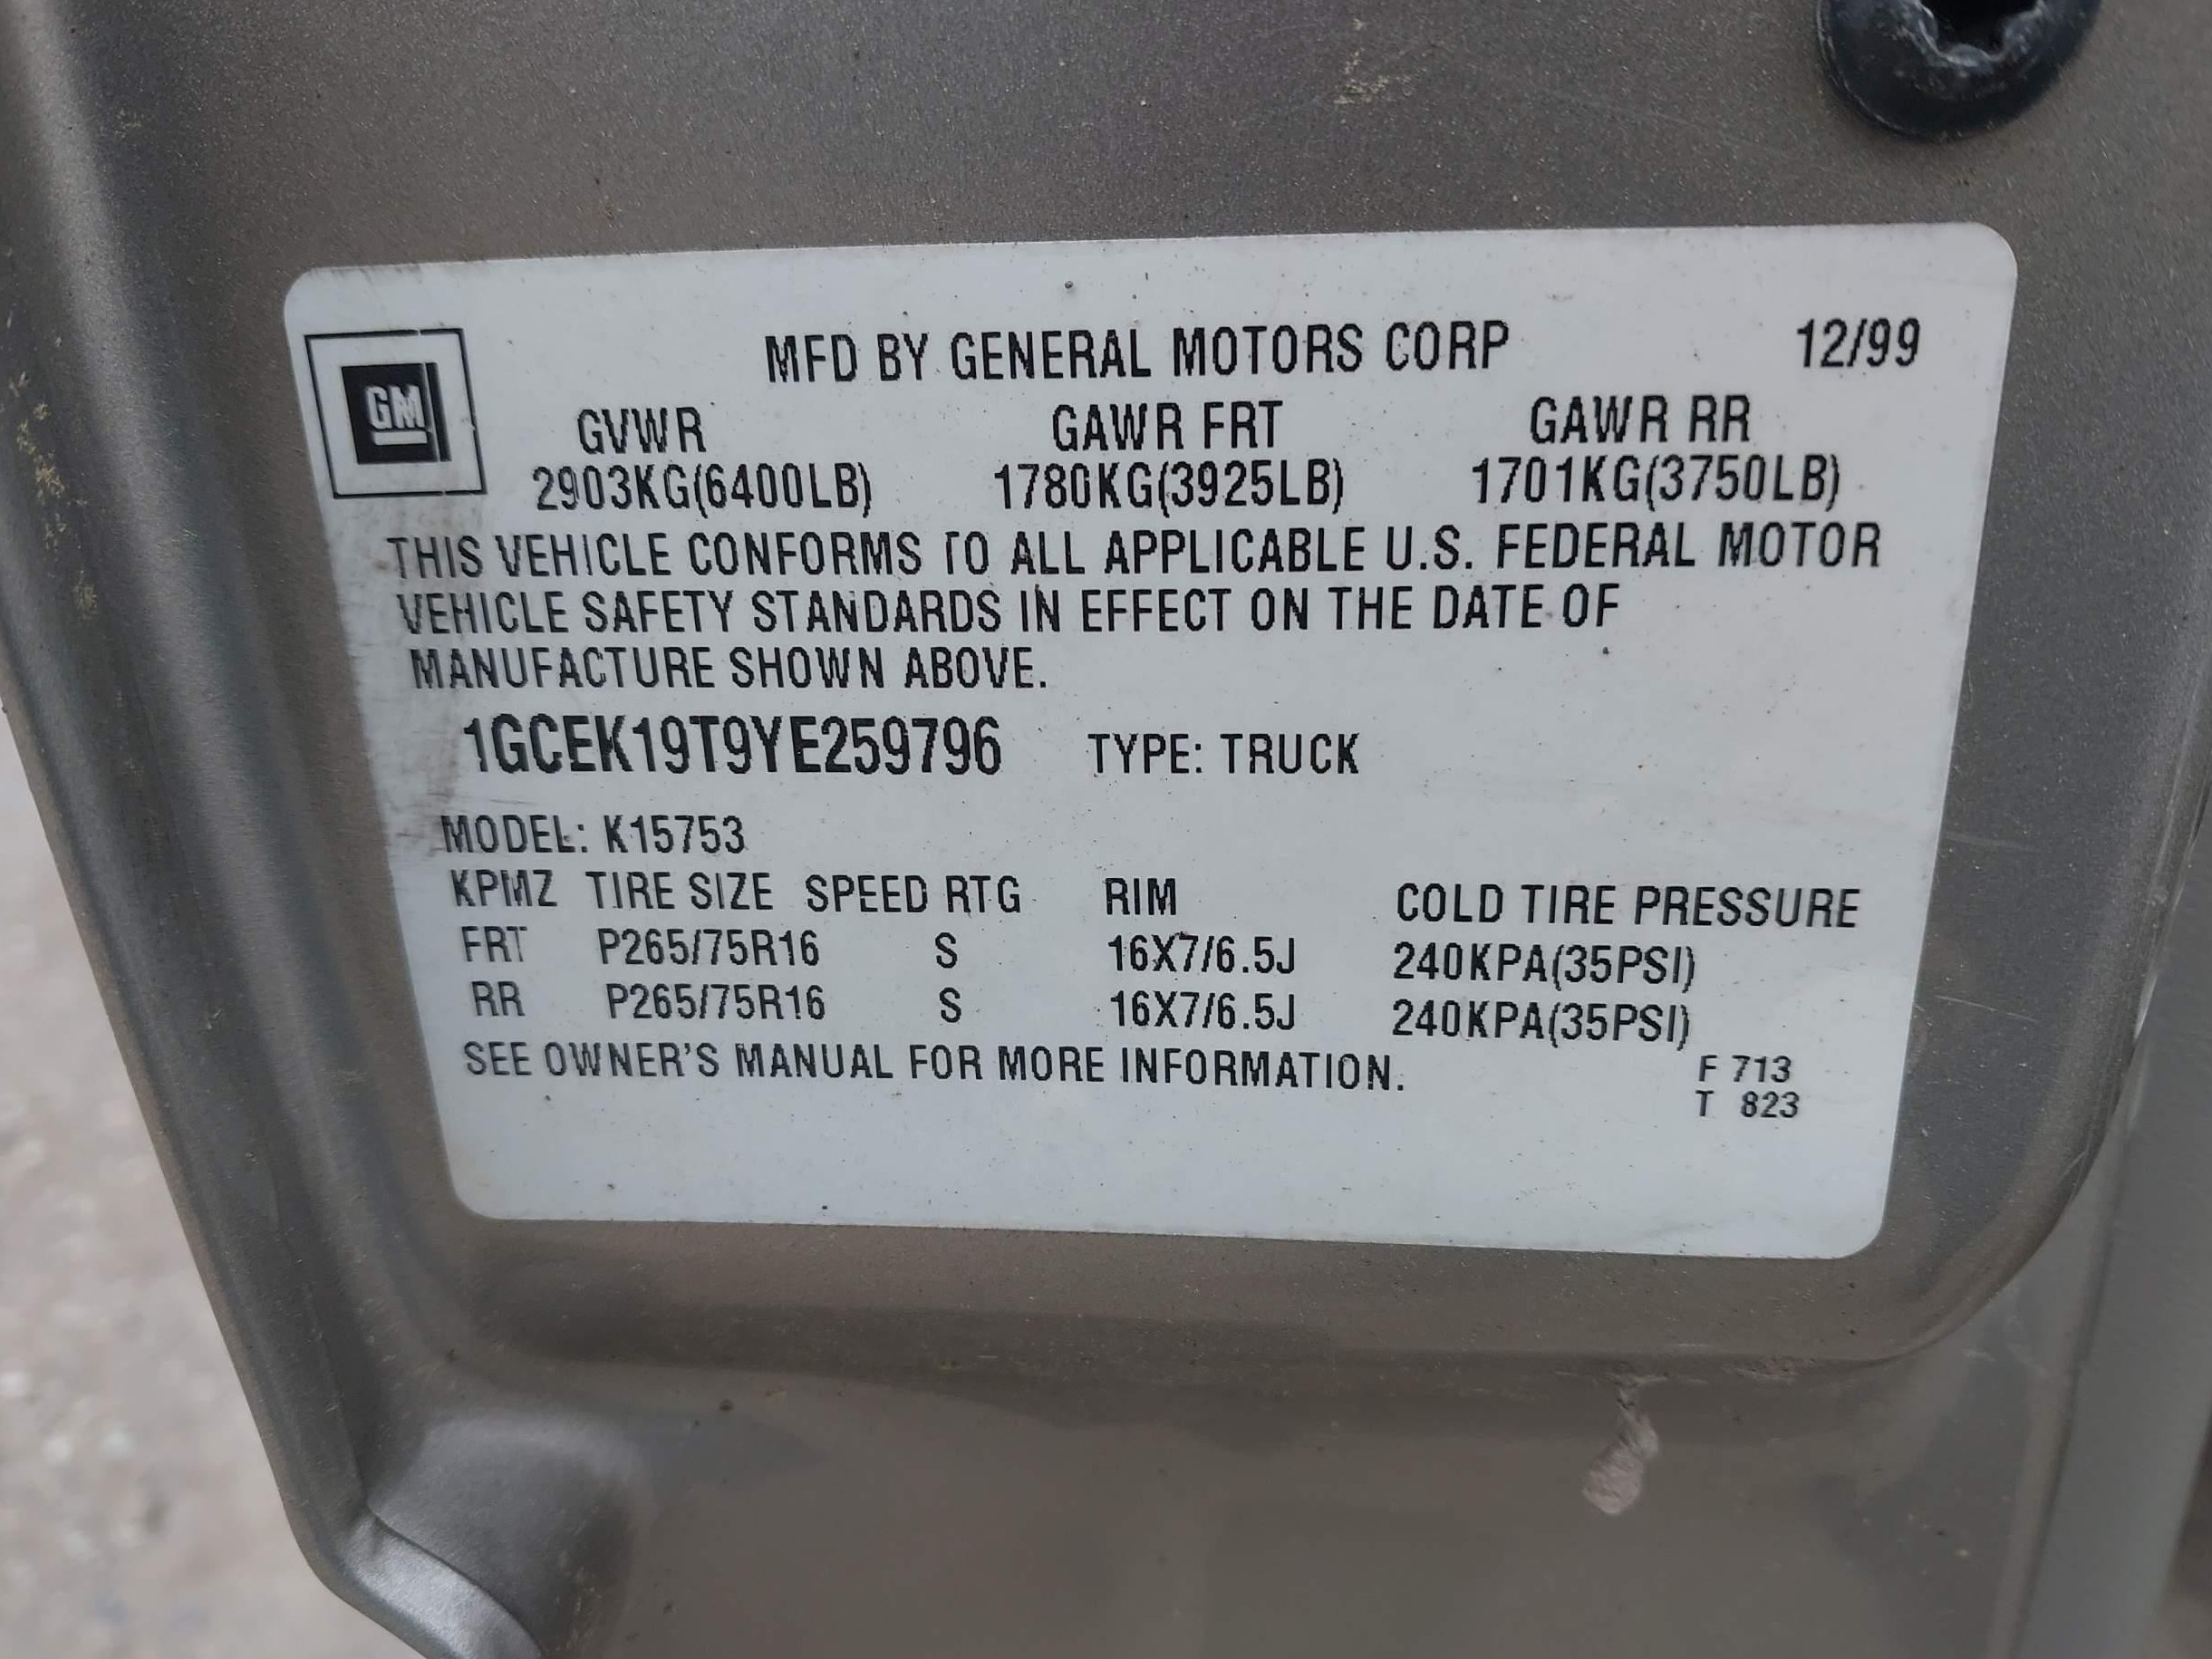 MFD BY GENERAL MOTORS CORP 12/99
GM
GVWR GAWR FRT GAWR RR
2903KG(6400LB) 1780KG(3925LB) 1701KG(3750LB)
THIS VEHICLE CONFORMS TO ALL APPLICABLE U.S. FEDERAL MOTOR
VEHICLE SAFETY STANDARDS IN EFFECT ON THE DATE OF
MANUFACTURE SHOWN ABOVE.
1GCEK19T9YE259796 TYPE: TRUCK
MODEL: K15753
KPMZ TIRE SIZE SPEED RTG RIM COLD TIRE PRESSURE
FRT P265/75R16 S 16X7/6.5J 240KPA(35PSI)
RR P265/75R16 S 16X7/6.5J 240KPA(35PSI)
SEE OWNER'S MANUAL FOR MORE INFORMATION.
F 713
T 823